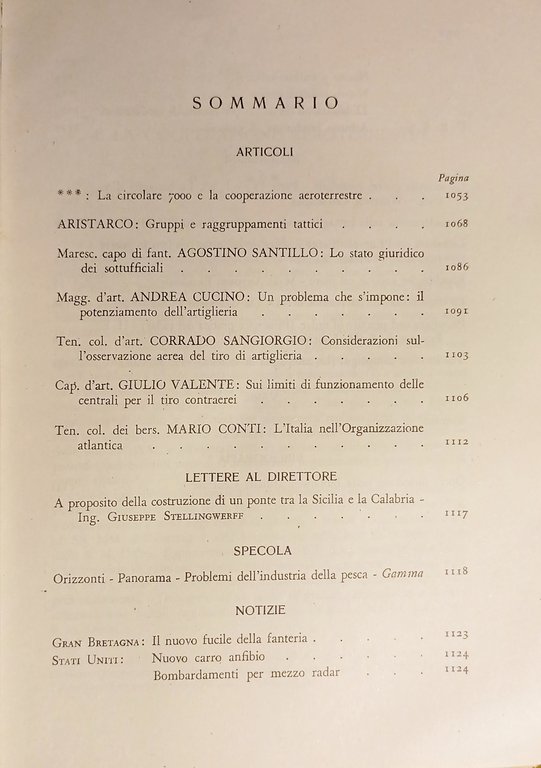 SOMMARIO
ARTICOLI
Pagina
*** : La circolare 7000 e la cooperazione aeroterrestre . . . 1053
ARISTARCO: Gruppi e raggruppamenti tattici . . . . 1068
Maresc. capo di fant. AGOSTINO SANTILLO: Lo stato giuridico
dei sottufficiali . . . . . . . . . . 1086
Magg. d'art. ANDREA CUCINO: Un problema che s'impone: il
potenziamento dell'artiglieria . . . . . . . 1091
Ten. col. d'art. CORRADO SANGIORGIO: Considerazioni sul-
l'osservazione aerea del tiro di artiglieria . . . . . 1103
Cap. d'art. GIULIO VALENTE: Sui limiti di funzionamento delle
centrali per il tiro contraerei . . . . . . . 1106
Ten. col. dei bers. MARIO CONTI: L'Italia nell'Organizzazione
atlantica . . . . . . . . . . . 1112
LETTERE AL DIRETTORE
A proposito della costruzione di un ponte tra la Sicilia e la Calabria -
Ing. GIUSEPPE STELLINGWERFF . . . . . . . 1117
SPECOLA
Orizzonti - Panorama - Problemi dell'industria della pesca - Gamma 1118
NOTIZIE
GRAN BRETAGNA: Il nuovo fucile della fanteria . . . . . 1123
STATI UNITI: Nuovo carro anfibio . . . . . . 1124
Bombardamenti per mezzo radar . . . 1124